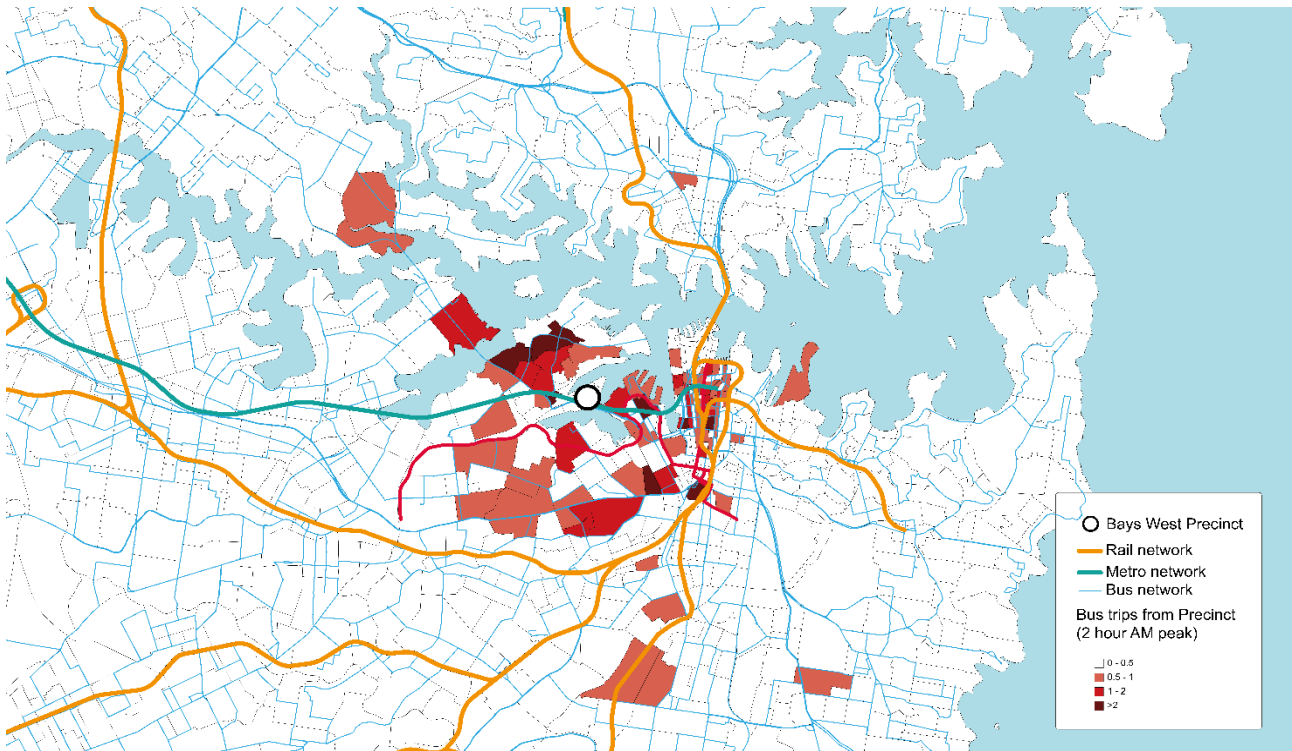 Bays West Precinct
Rail network
Metro network
Bus network
Bus trips from Precinct
(2 hour AM peak)
0 - 0.5
0.5 - 1
1 - 2
>2